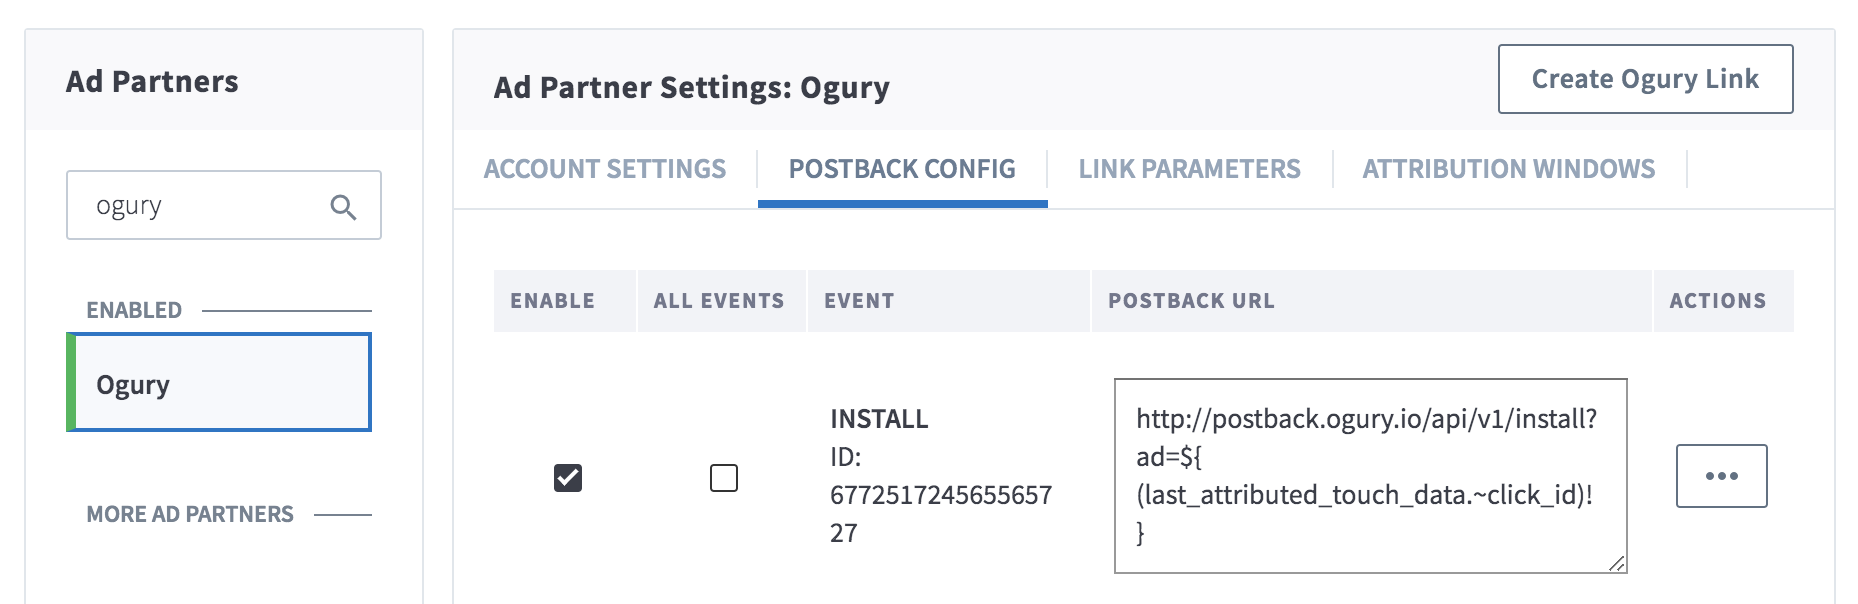 Ad Partners
ogury
ENABLED
Ogury
MORE AD PARTNERS
Ad Partner Settings: Ogury
Create Ogury Link
ACCOUNT SETTINGS
POSTBACK CONFIG
LINK PARAMETERS
ATTRIBUTION WINDOWS
ENABLE
ALL EVENTS
EVENT
POSTBACK URL
ACTIONS
INSTALL
ID:
6772517245655657
27
http://postback.ogury.io/api/v1/install?
ad=${
(last_attributed_touch_data.~click_id)!
}